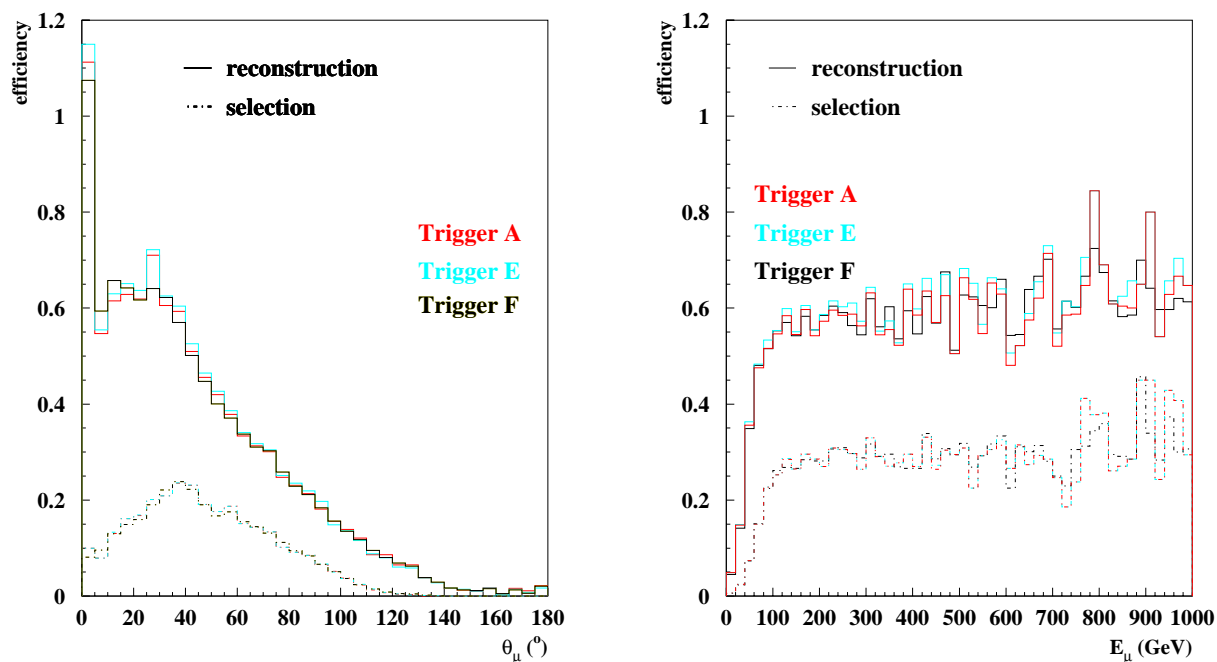 efficiency
1.2
1
0.8
0.6
0.4
0.2
0
reconstruction
selection
Trigger A
Trigger E
Trigger F
0 20 40 60 80 100 120 140 160 180
θμ (°)
efficiency
1.2
1
0.8
0.6
0.4
0.2
0
reconstruction
selection
Trigger A
Trigger E
Trigger F
0 100 200 300 400 500 600 700 800 900 1000
Eμ (GeV)